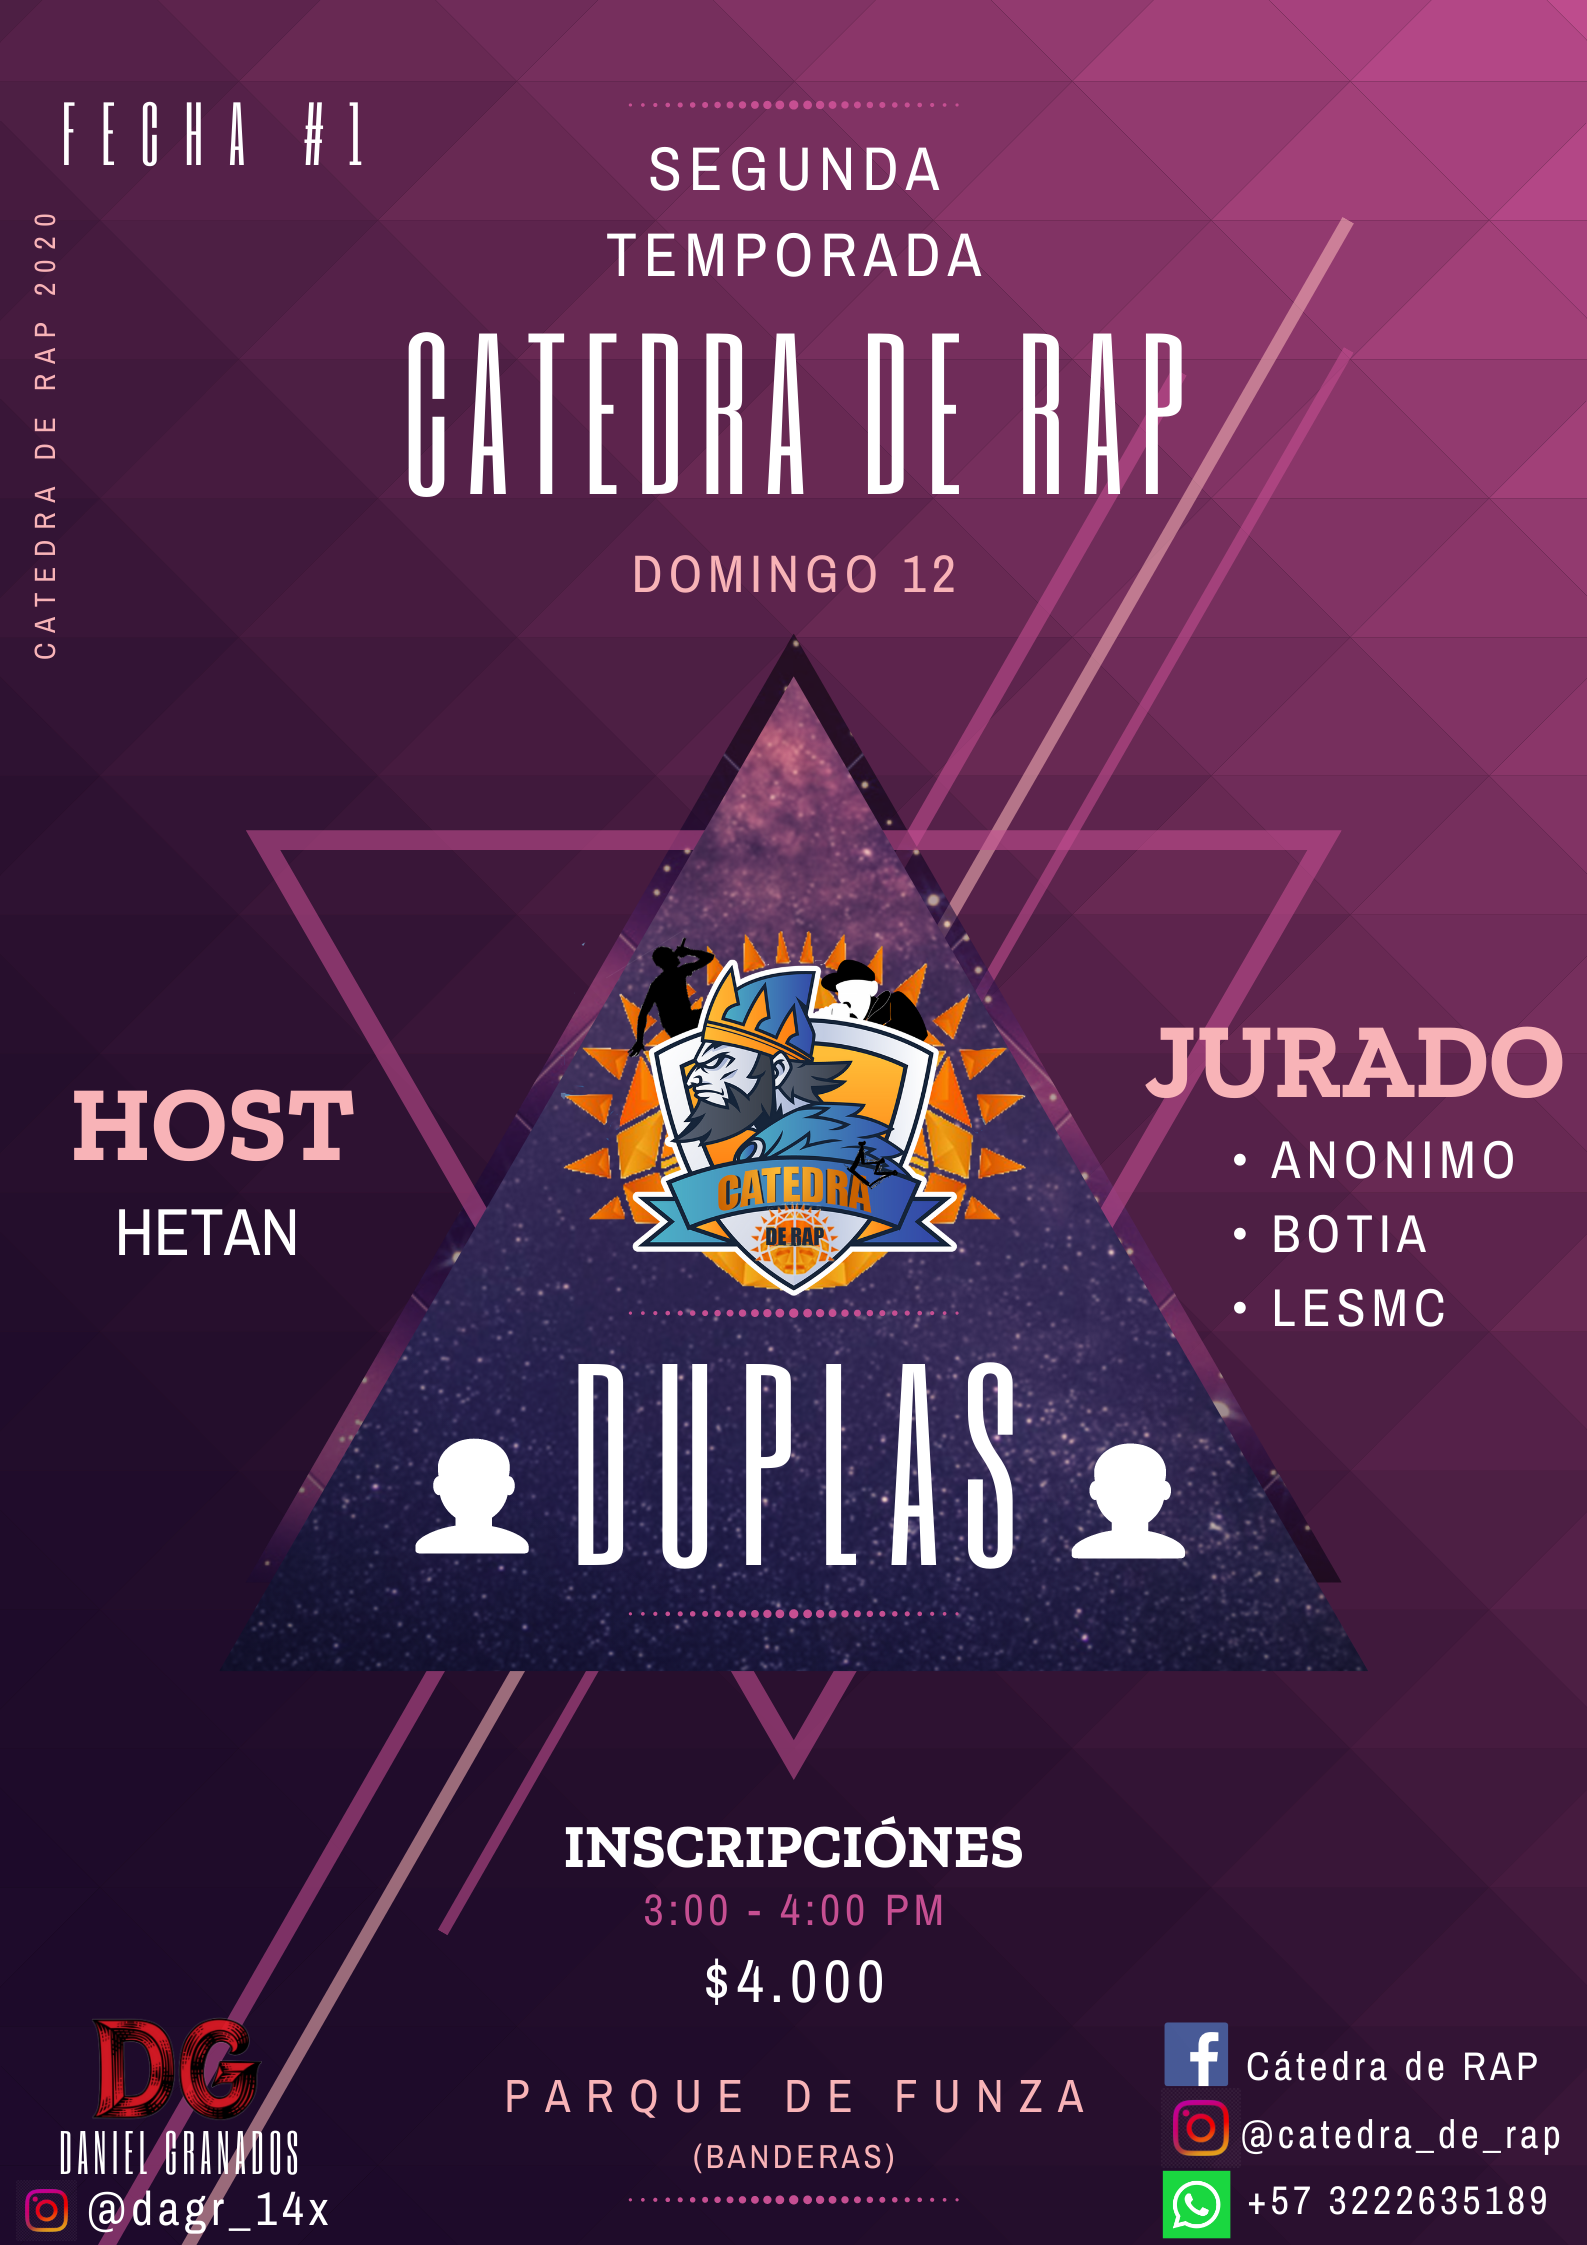 FECHA #1
CATEDRA DE RAP 2020
SEGUNDA
TEMPORADA
CATEDRA DE RAP
DOMINGO 12
HOST
HETAN
JURADO
• ANONIMO
• BOTIA
• LESMC
CATEDRA
DE RAP
DUPLAS
INSCRIPCIÓNES
3:00 - 4:00 PM
$4.000
PARQUE DE FUNZA
(BANDERAS)
DG
DANIEL GRANADOS
@dagr_14x
Cátedra de RAP
@catedra_de_rap
+57 3222635189